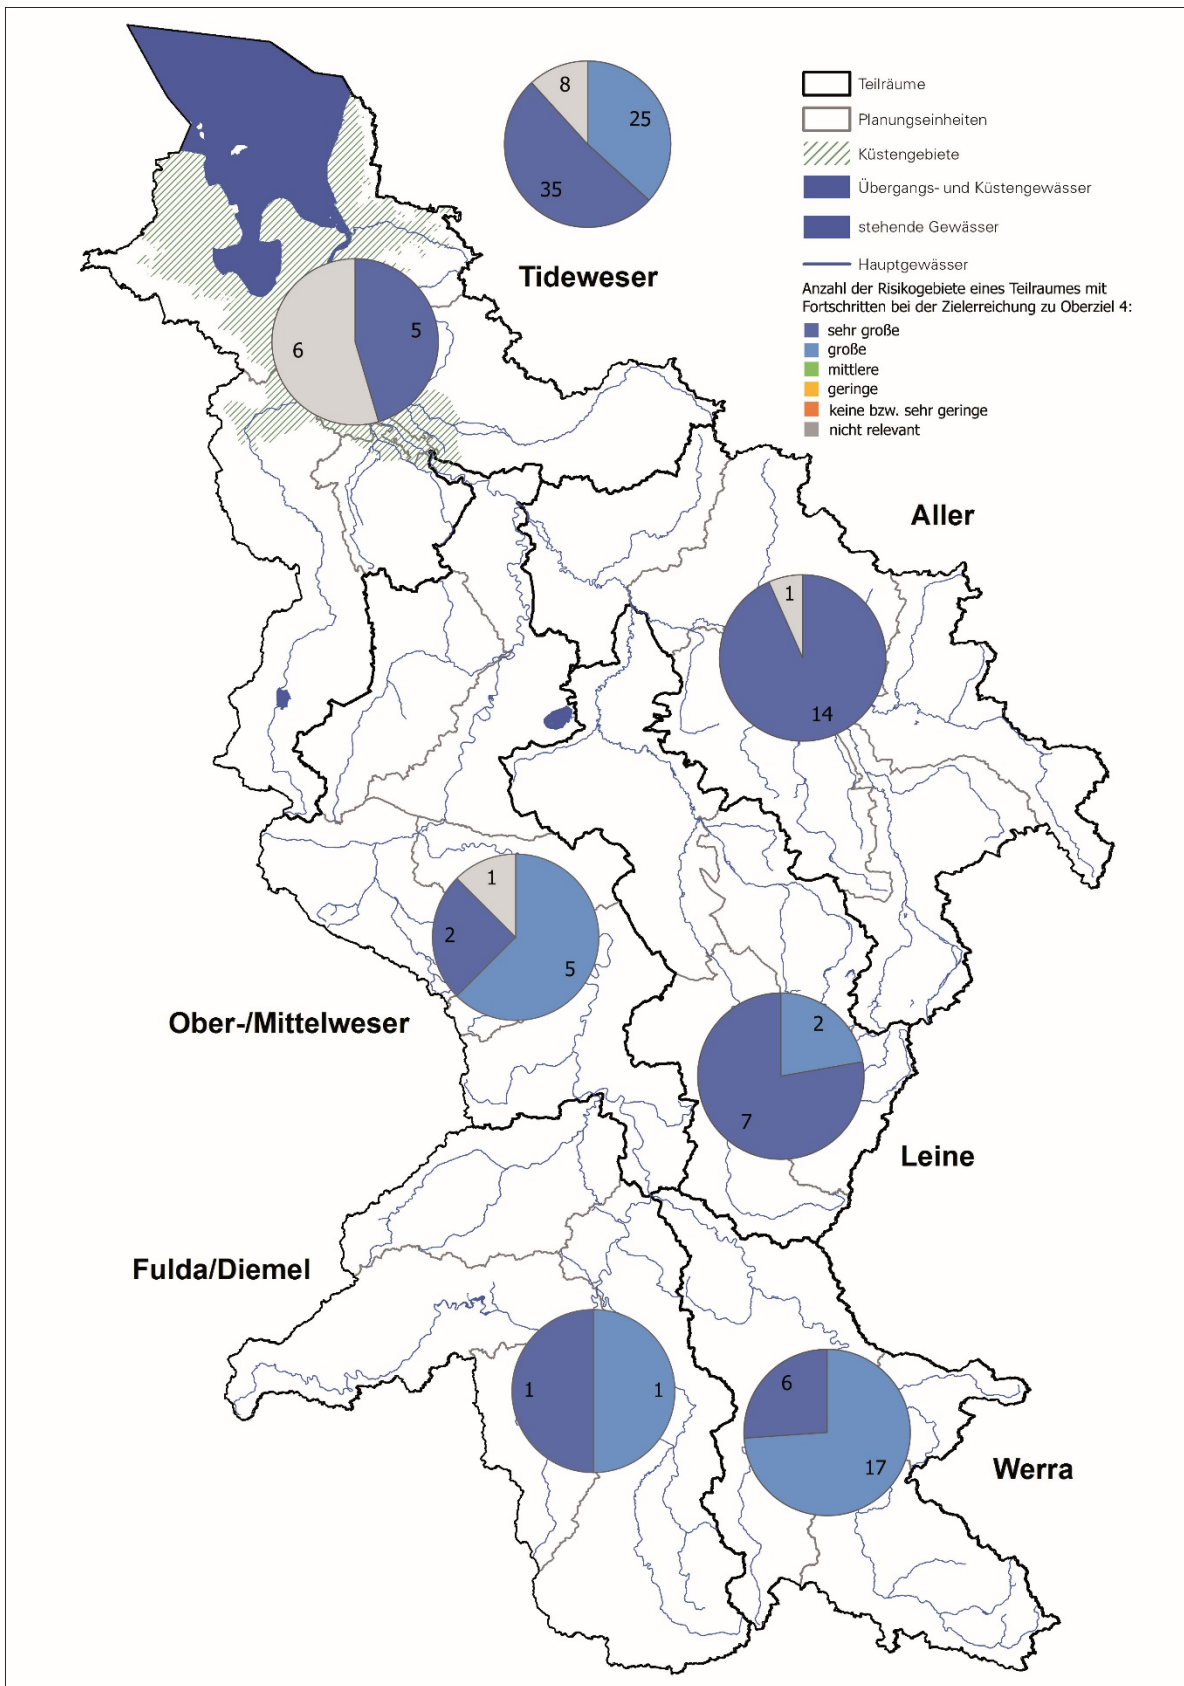 8
25
35
Teilräume
Planungseinheiten
Küstengebiete
Übergangs- und Küstengewässer
stehende Gewässer
Hauptgewässer
Anzahl der Risikogebiete eines Teilraumes mit
Fortschritten bei der Zielerreichung zu Oberziel 4:
sehr große
große
mittlere
geringe
keine bzw. sehr geringe
nicht relevant
Tideweser
6
5
Aller
1
14
1
2
5
Ober-/Mittelweser
2
7
Leine
Fulda/Diemel
1
1
6
17
Werra